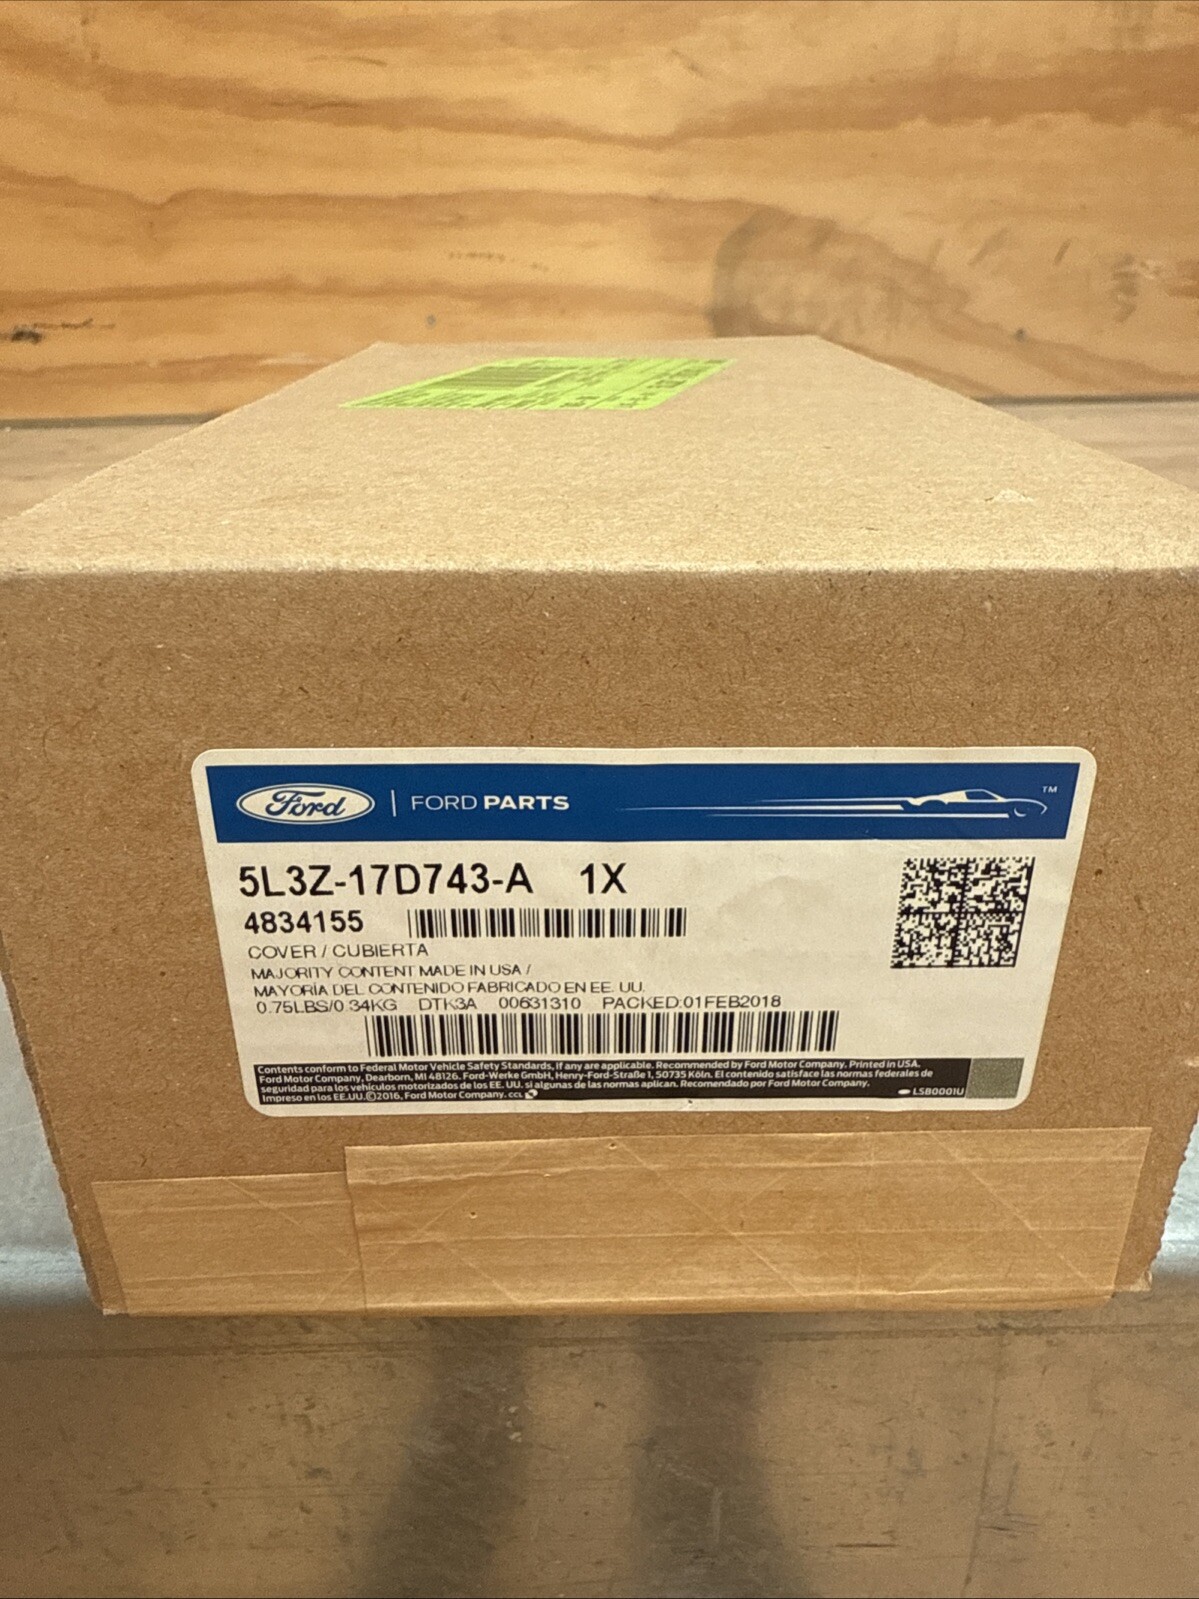 Ford | FORD PARTS TM
5L3Z-17D743-A 1X
4834155
COVER / CUBIERTA
MAJORITY CONTENT MADE IN USA /
MAYORÍA DEL CONTENIDO FABRICADO EN EE. UU.
0.75LBS/0.34KG DTK3A 00631310 PACKED:01FEB2018
Contents conform to Federal Motor Vehicle Safety Standards, if any are applicable. Recommended by Ford Motor Company. Printed in USA.
Ford Motor Company, Dearborn, MI 48126. Ford-Werke GmbH, Henry-Ford-Straße 1, 50735 Köln. El contenido satisface las normas federales de
seguridad para los vehículos motorizados de los EE. UU. si algunas de las normas aplican. Recomendado por Ford Motor Company.
Impreso en los EE.UU. ©2016, Ford Motor Company. CCL LSB0001U